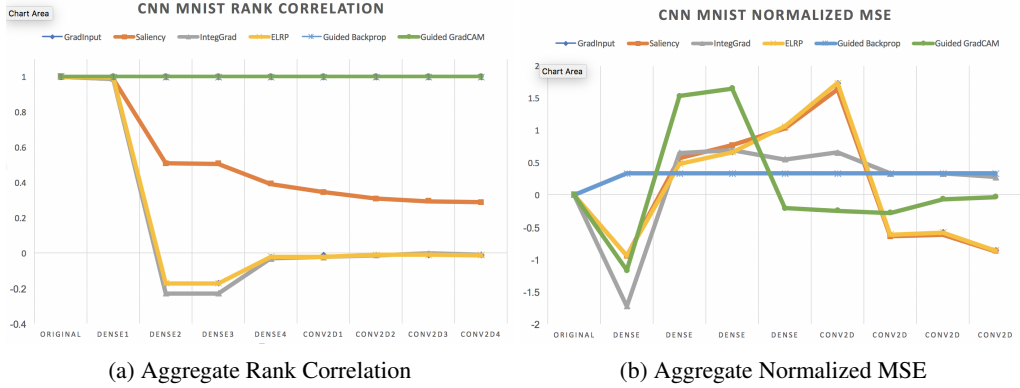 CNN MNIST RANK CORRELATION
Chart Area
GradInput Saliency IntegGrad ELRP Guided Backprop Guided GradCAM
1
0.8
0.6
0.4
0.2
0
-0.2
-0.4
ORIGINAL DENSE1 DENSE2 DENSE3 DENSE4 CONV2D1 CONV2D2 CONV2D3 CONV2D4
(a) Aggregate Rank Correlation
CNN MNIST NORMALIZED MSE
GradInput Saliency IntegGrad ELRP Guided Backprop Guided GradCAM
2
Chart Area
1.5
1
0.5
0
-0.5
-1
-1.5
-2
ORIGINAL DENSE DENSE DENSE DENSE CONV2D CONV2D CONV2D CONV2D
(b) Aggregate Normalized MSE